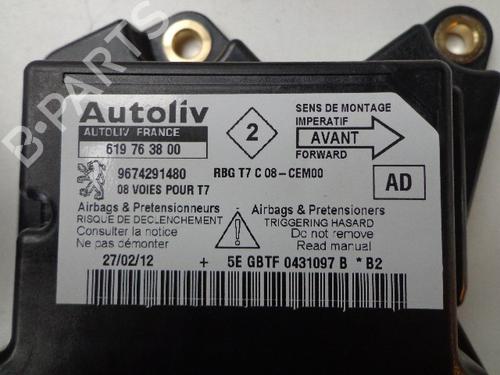 Autoliv
AUTOLIV FRANCE
619 76 38 00
2
SENS DE MONTAGE
IMPERATIF
AVANT
FORWARD
9674291480
RBG T7 C 08-CEM00
08 VOIES POUR T7
AD
Airbags & Pretensionneurs
RISQUE DE DECLENCHEMENT
Consulter la notice
Ne pas démonter
Airbags & Pretensioners
TRIGGERING HASARD
Do not remove
Read manual
27/02/12 + 5E GBTF 0431097 B * B2
B-Parts